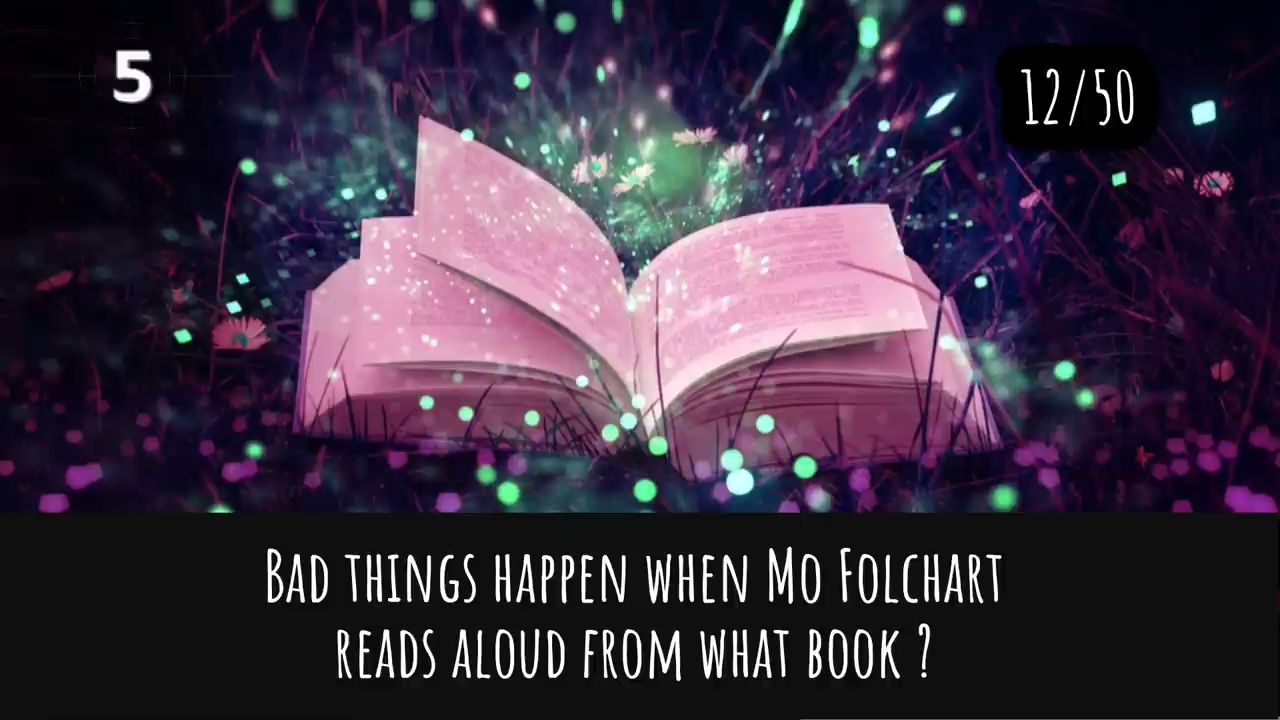 5
12/50
Bad things happen when Mo Folchart
reads aloud from what book ?